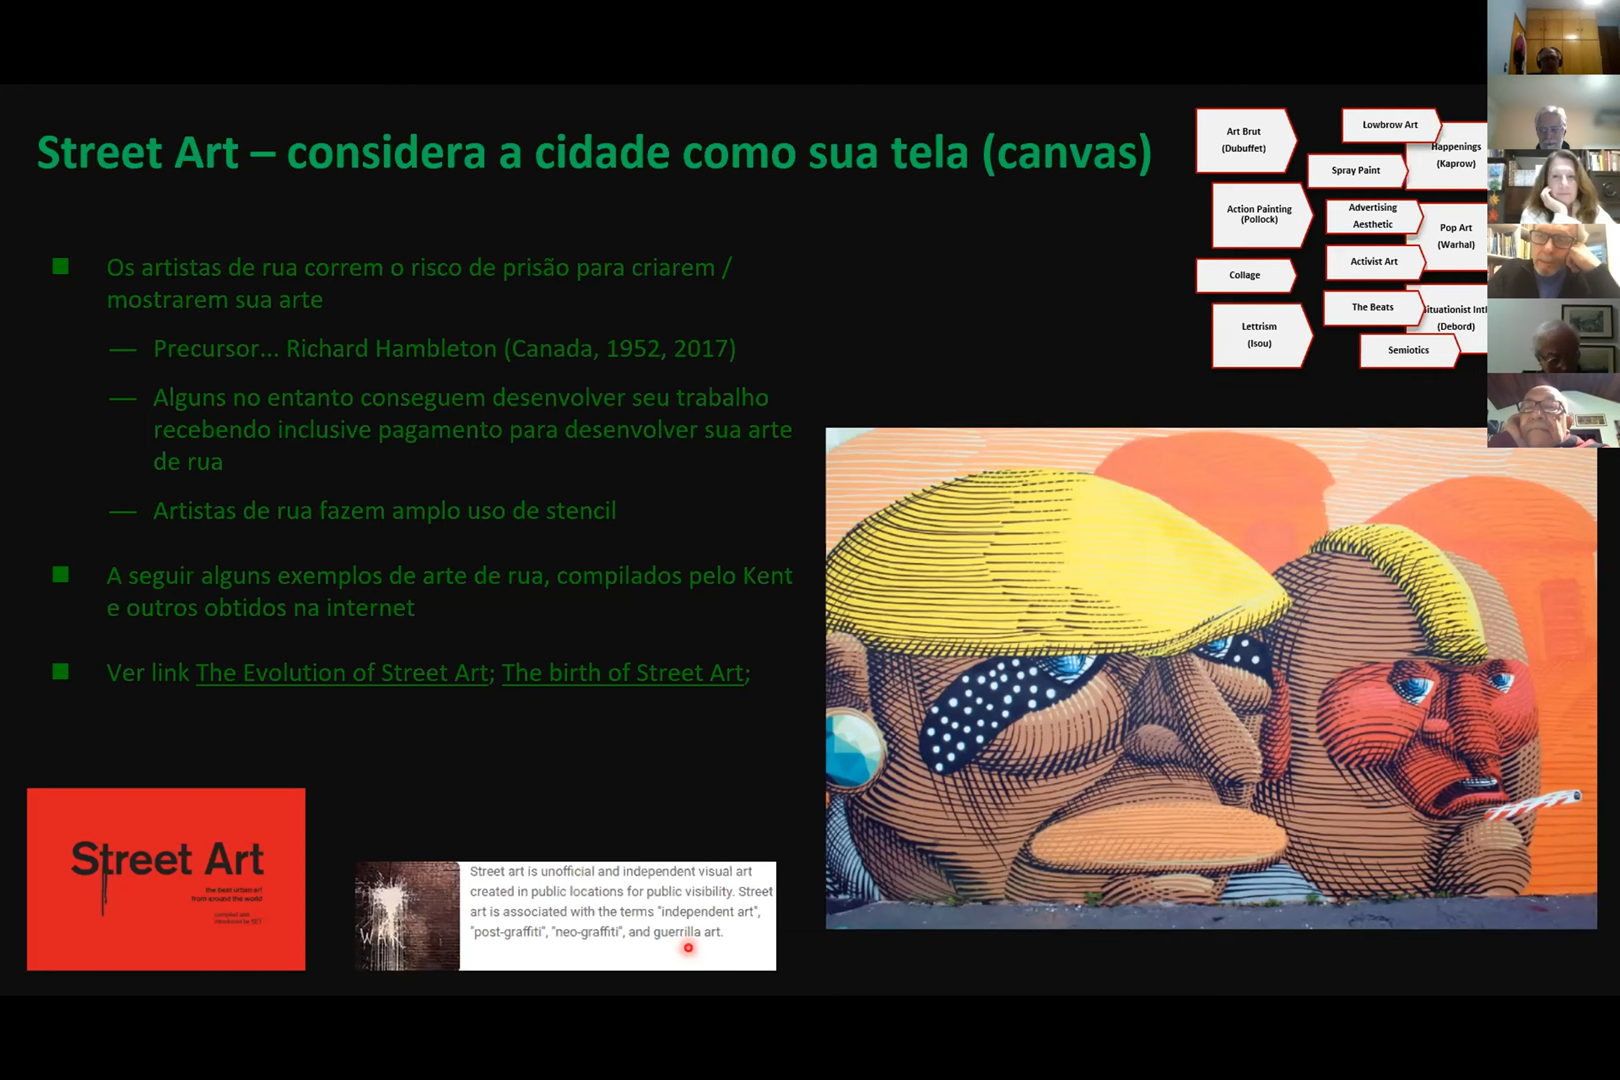 Street Art – considera a cidade como sua tela (canvas)
Os artistas de rua correm o risco de prisão para criarem /
mostrarem sua arte
— Precursor... Richard Hambleton (Canada, 1952, 2017)
— Alguns no entanto conseguem desenvolver seu trabalho
recebendo inclusive pagamento para desenvolver sua arte
de rua
— Artistas de rua fazem amplo uso de stencil
A seguir alguns exemplos de arte de rua, compilados pelo Kent
e outros obtidos na internet
Ver link The Evolution of Street Art; The birth of Street Art;
Art Brut
(Dubuffet)
Lowbrow Art
Happenings
(Kaprow)
Spray Paint
Action Painting
(Pollock)
Advertising
Aesthetic
Pop Art
(Warhal)
Collage
Activist Art
The Beats
Lettrism
(Isou)
(Debord)
Semiotics
Street Art
the best urban art
from around the world
Street art is unofficial and independent visual art
created in public locations for public visibility. Street
art is associated with the terms "independent art",
"post-graffiti", "neo-graffiti", and guerrilla art.